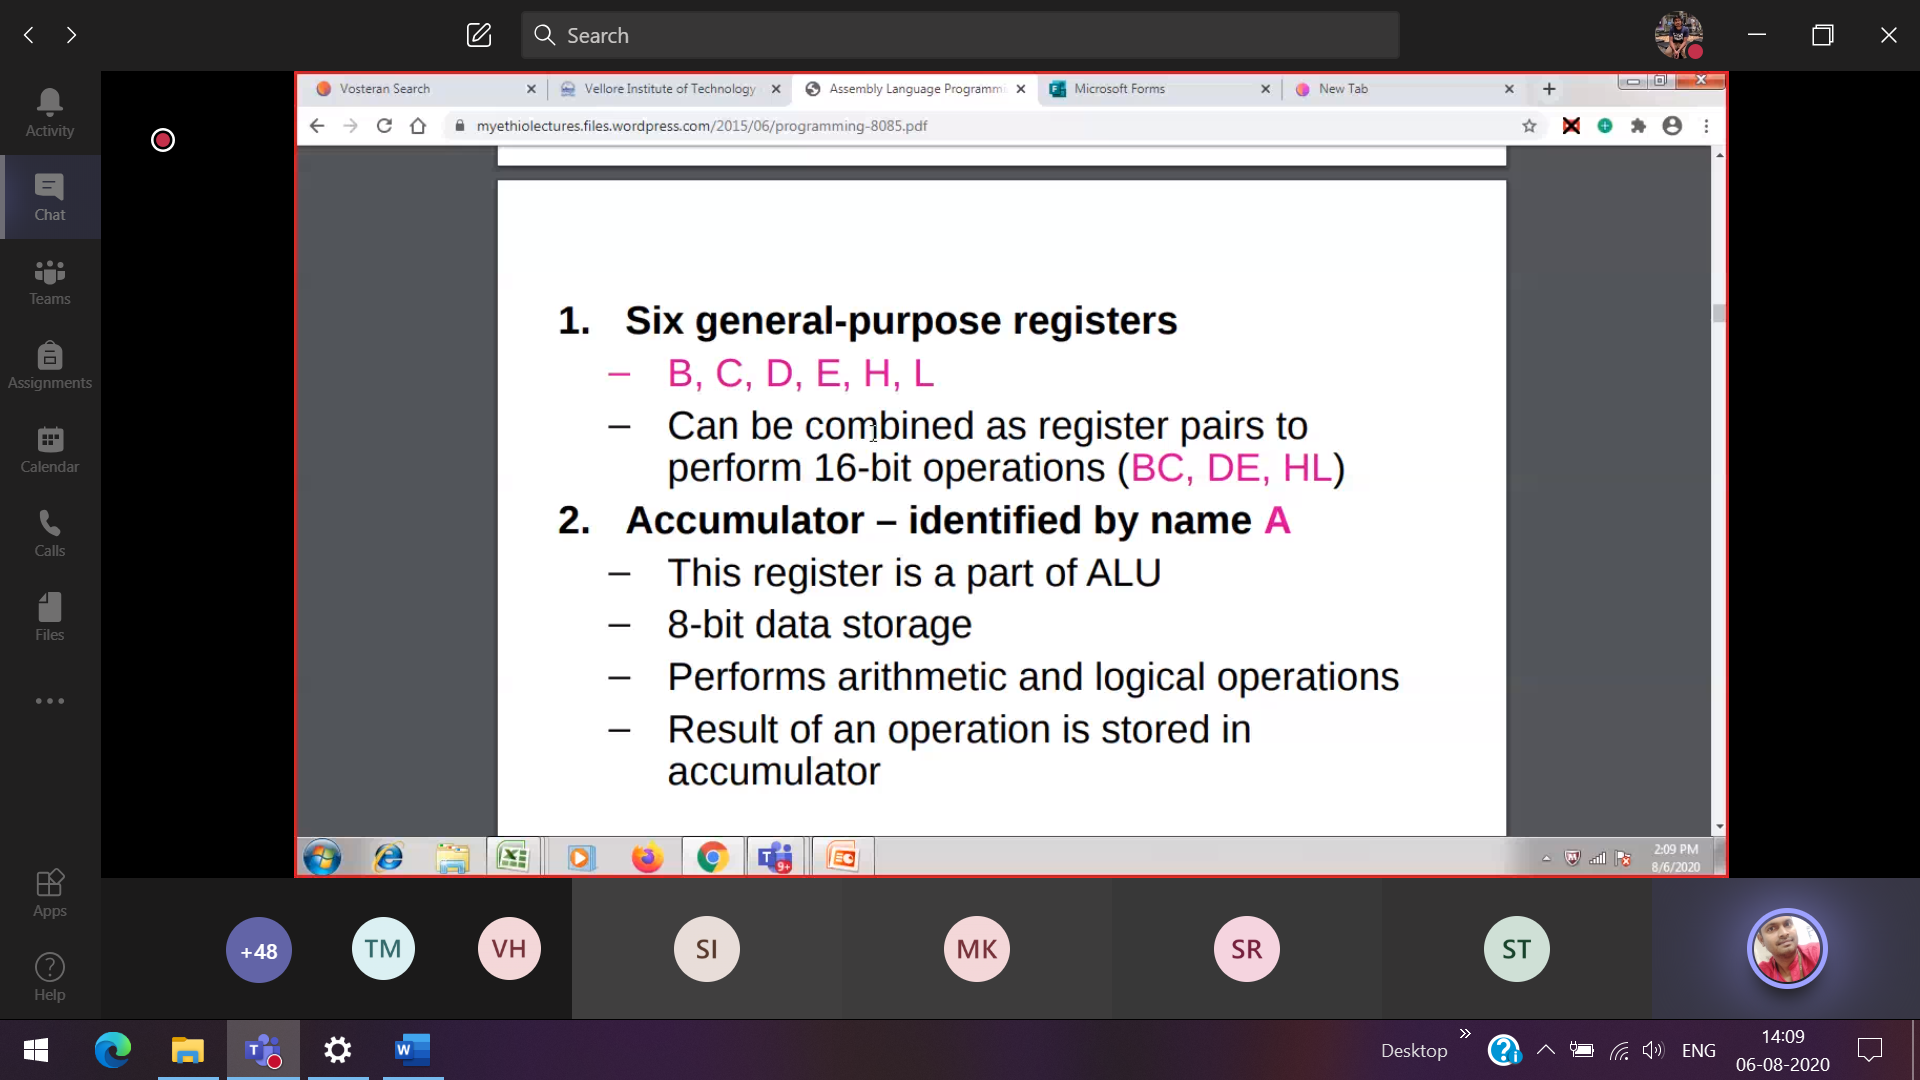 Search
Activity
Chat
Teams
Assignments
Calendar
Calls
Files
Apps
Help
Vosteran Search
Vellore Institute of Technology
Assembly Language Programmi
Microsoft Forms
New Tab
myethiolectures.files.wordpress.com/2015/06/programming-8085.pdf
1. Six general-purpose registers
– B, C, D, E, H, L
– Can be combined as register pairs to
perform 16-bit operations (BC, DE, HL)
2. Accumulator – identified by name A
– This register is a part of ALU
– 8-bit data storage
– Performs arithmetic and logical operations
– Result of an operation is stored in
accumulator
9+
2:09 PM
8/6/2020
+48
TM
VH
SI
MK
SR
ST
Desktop
ENG
14:09
06-08-2020